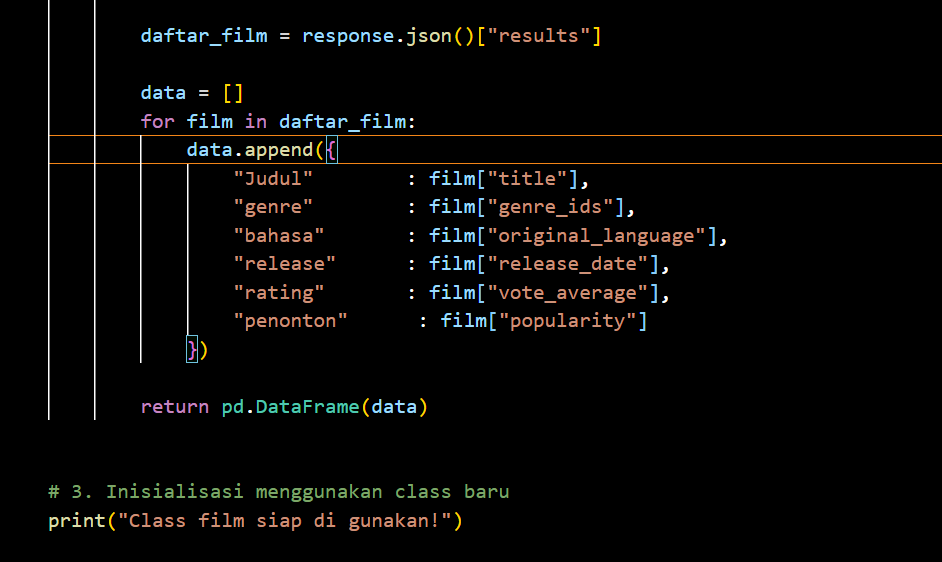 daftar_film = response.json()["results"]
data = []
for film in daftar_film:
data.append({
"Judul" : film["title"],
"genre" : film["genre_ids"],
"bahasa" : film["original_language"],
"release" : film["release_date"],
"rating" : film["vote_average"],
"penonton" : film["popularity"]
})
return pd.DataFrame(data)
# 3. Inisialisasi menggunakan class baru
print("Class film siap di gunakan!")